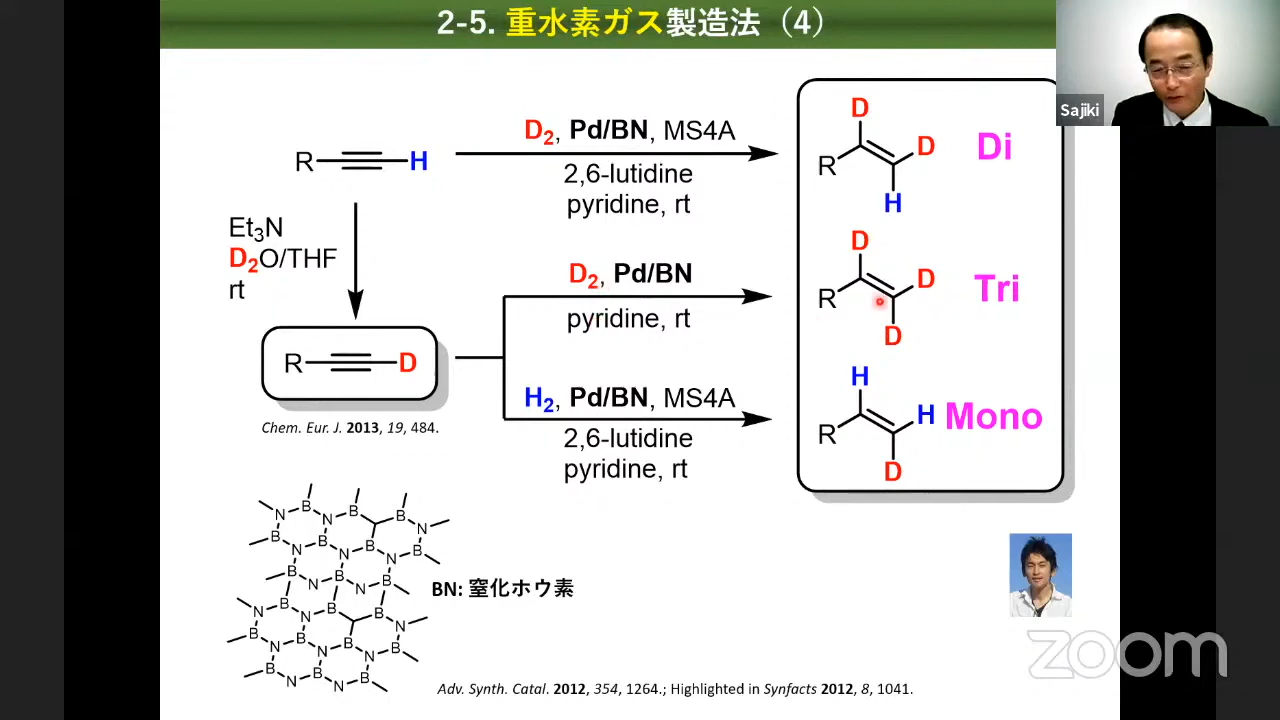 2-5. 重水素ガス製造法（4）
Sajiki
R H
D2, Pd/BN, MS4A
2,6-lutidine
pyridine, rt
D
R D
H
Di
Et3N
D2O/THF
rt
D2, Pd/BN
pyridine, rt
D
R D
D
Tri
R D
Chem. Eur. J. 2013, 19, 484.
H2, Pd/BN, MS4A
2,6-lutidine
pyridine, rt
H
R H
D
Mono
BN: 窒化ホウ素
zoom
Adv. Synth. Catal. 2012, 354, 1264.; Highlighted in Synfacts 2012, 8, 1041.